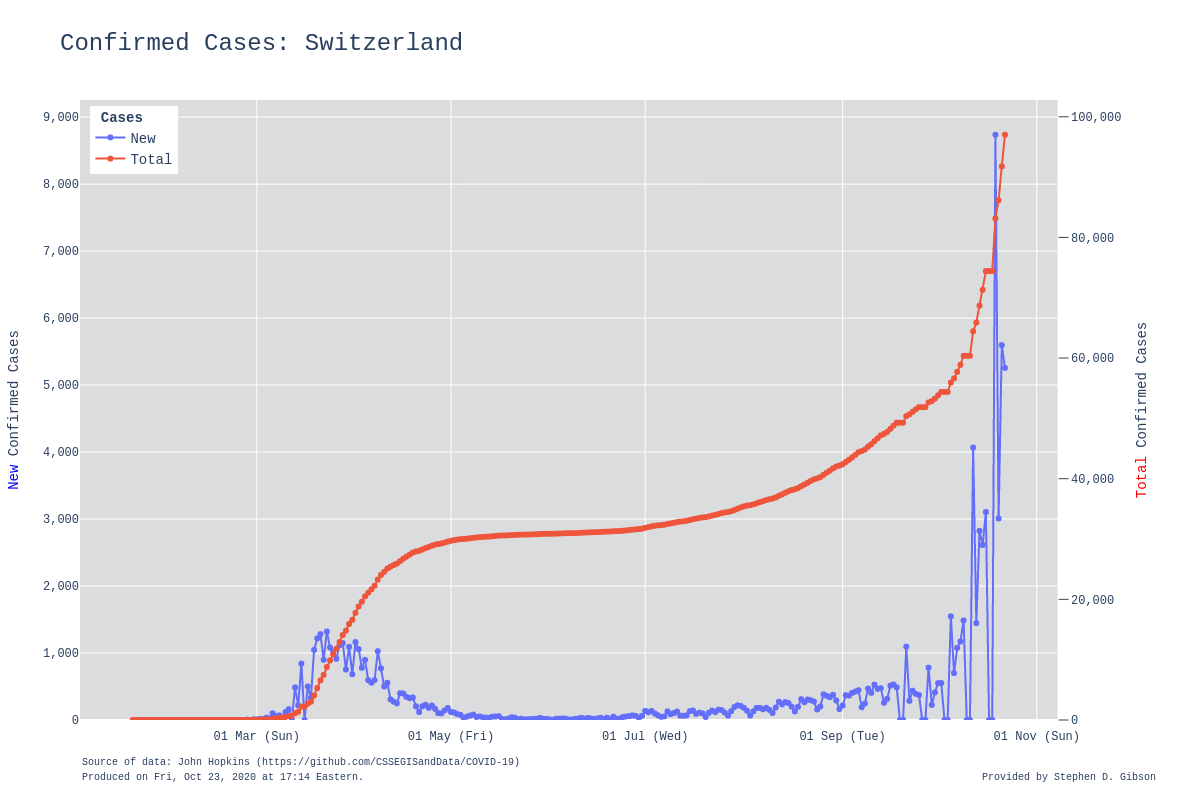 Confirmed Cases: Switzerland
Cases
New
Total
9,000
8,000
7,000
6,000
5,000
4,000
3,000
2,000
1,000
0
New Confirmed Cases
100,000
80,000
60,000
40,000
20,000
0
Total Confirmed Cases
01 Mar (Sun)
01 May (Fri)
01 Jul (Wed)
01 Sep (Tue)
01 Nov (Sun)
Source of data: John Hopkins (https://github.com/CSSEGISandData/COVID-19)
Produced on Fri, Oct 23, 2020 at 17:14 Eastern.
Provided by Stephen D. Gibson